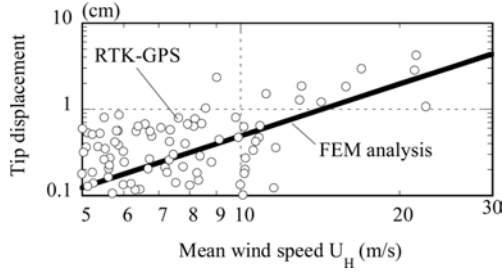 (cm)
10
RTK-GPS
Tip displacement
1
FEM analysis
0.1
5 6 7 8 9 10 20 30
Mean wind speed U_H (m/s)